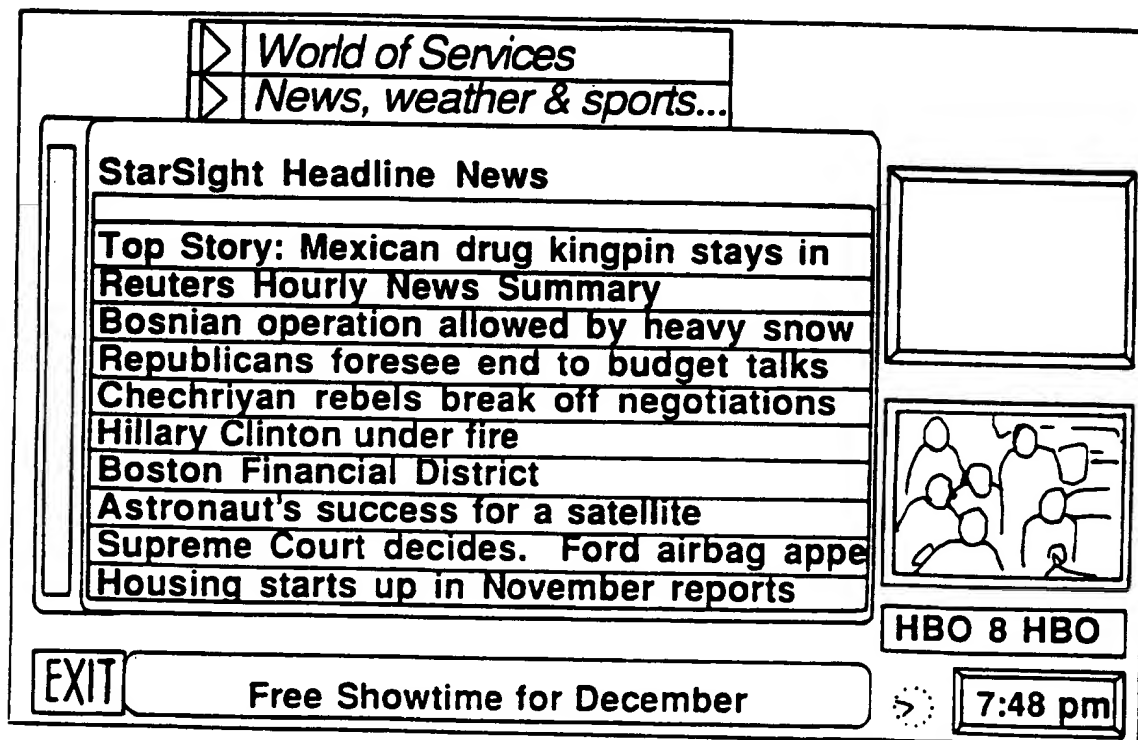 World of Services
News, weather & sports...
StarSight Headline News
Top Story: Mexican drug kingpin stays in
Reuters Hourly News Summary
Bosnian operation allowed by heavy snow
Republicans foresee end to budget talks
Chechriyan rebels break off negotiations
Hillary Clinton under fire
Boston Financial District
Astronaut's success for a satellite
Supreme Court decides. Ford airbag appe
Housing starts up in November reports
HBO 8 HBO
EXIT
Free Showtime for December
7:48 pm